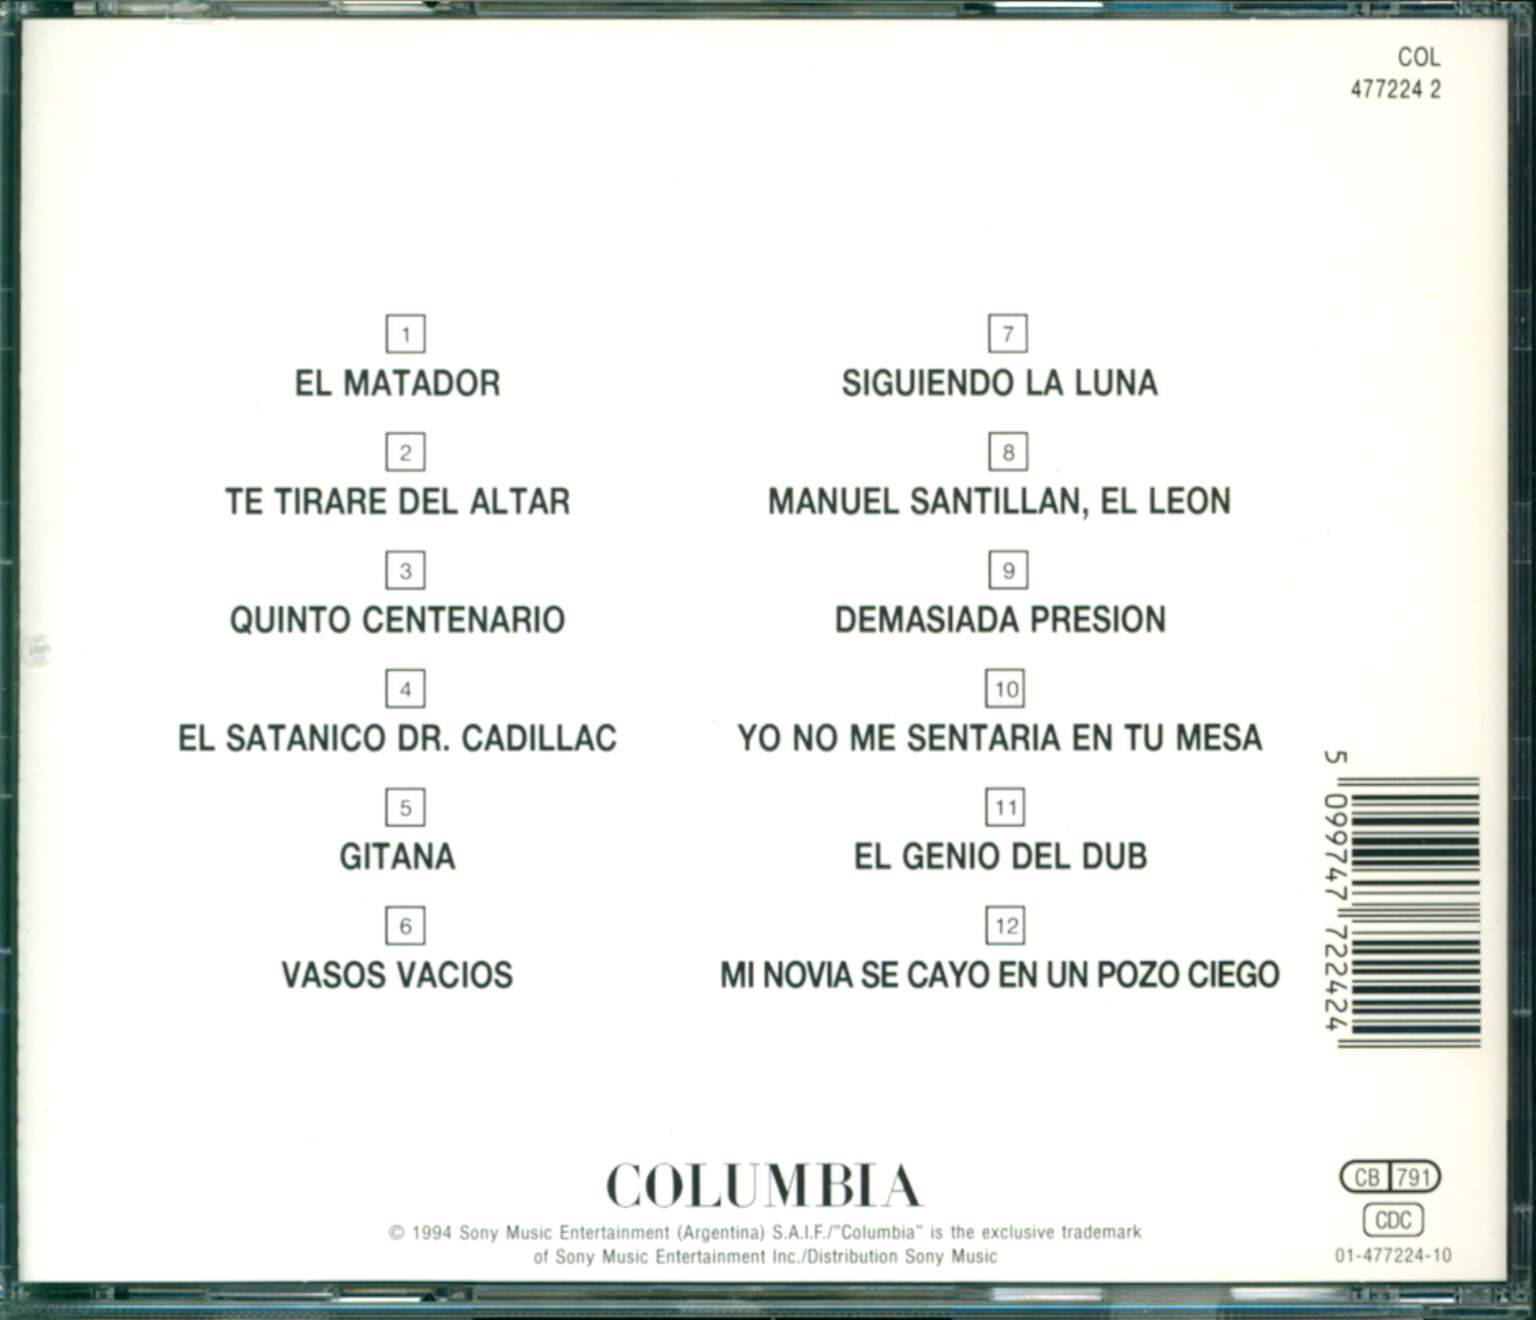 COL
477224 2
1
EL MATADOR
2
TE TIRARE DEL ALTAR
3
QUINTO CENTENARIO
4
EL SATANICO DR. CADILLAC
5
GITANA
6
VASOS VACIOS
7
SIGUIENDO LA LUNA
8
MANUEL SANTILLAN, EL LEON
9
DEMASIADA PRESION
10
YO NO ME SENTARIA EN TU MESA
11
EL GENIO DEL DUB
12
MI NOVIA SE CAYO EN UN POZO CIEGO
5 099747 722424
COLUMBIA
© 1994 Sony Music Entertainment (Argentina) S.A.I.F./"Columbia" is the exclusive trademark
of Sony Music Entertainment Inc./Distribution Sony Music
CB 791
CDC
01-477224-10